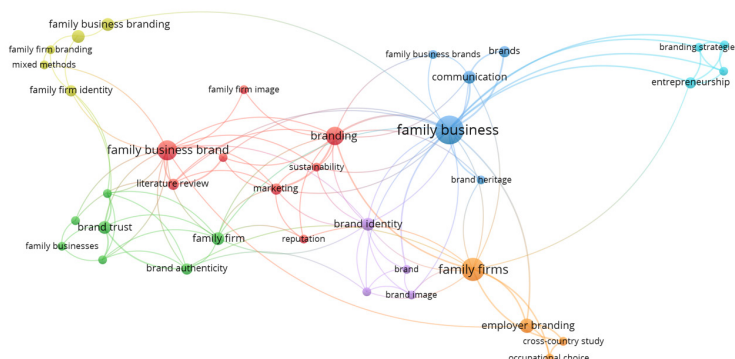 family business branding
family firm branding
mixed methods
family firm identity
family business brands
brands
communication
branding strategie
entrepreneurship
family firm image
family business
branding
family business brand
sustainability
literature review
marketing
brand heritage
brand trust
family businesses
family firm
brand authenticity
reputation
brand identity
brand
brand image
family firms
employer branding
cross-country study
occupational choice